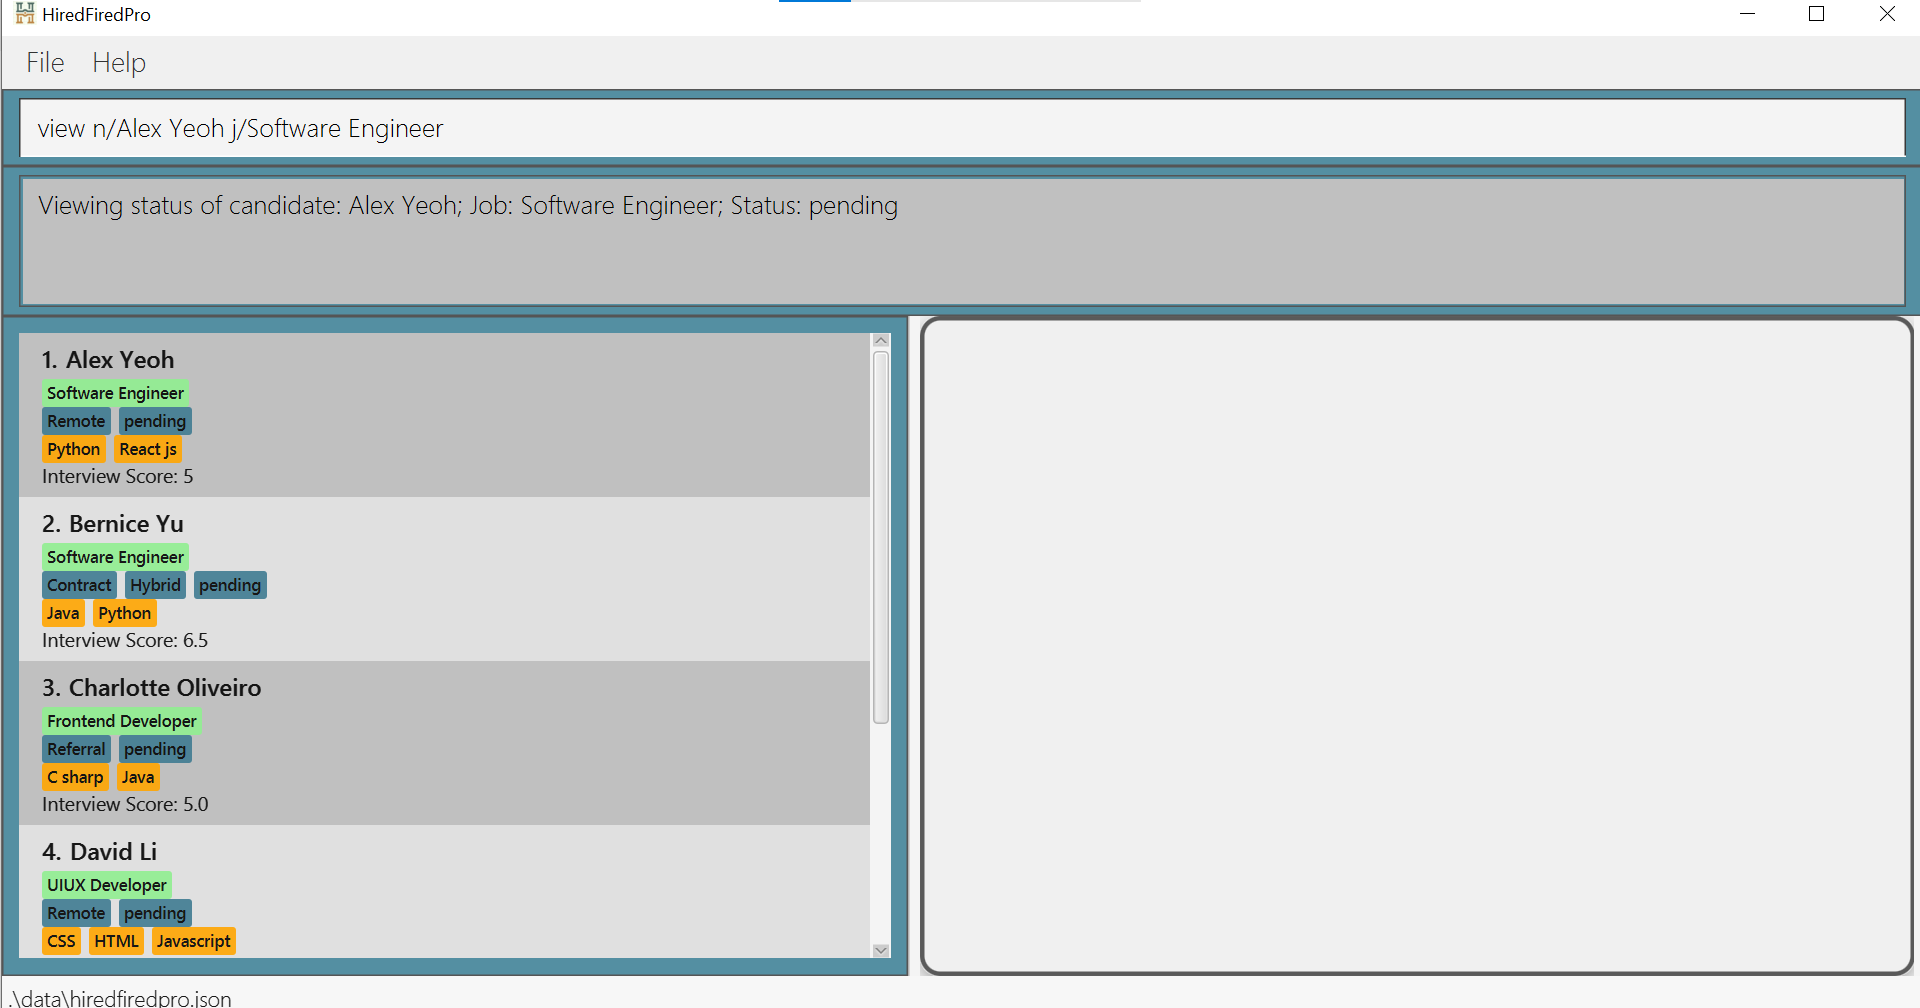 HiredFiredPro
File Help
view n/Alex Yeoh j/Software Engineer
Viewing status of candidate: Alex Yeoh; Job: Software Engineer; Status: pending
1. Alex Yeoh
Software Engineer
Remote pending
Python React js
Interview Score: 5
2. Bernice Yu
Software Engineer
Contract Hybrid pending
Java Python
Interview Score: 6.5
3. Charlotte Oliveiro
Frontend Developer
Referral pending
C sharp Java
Interview Score: 5.0
4. David Li
UIUX Developer
Remote pending
CSS HTML Javascript
.\data\hiredfiredpro.json